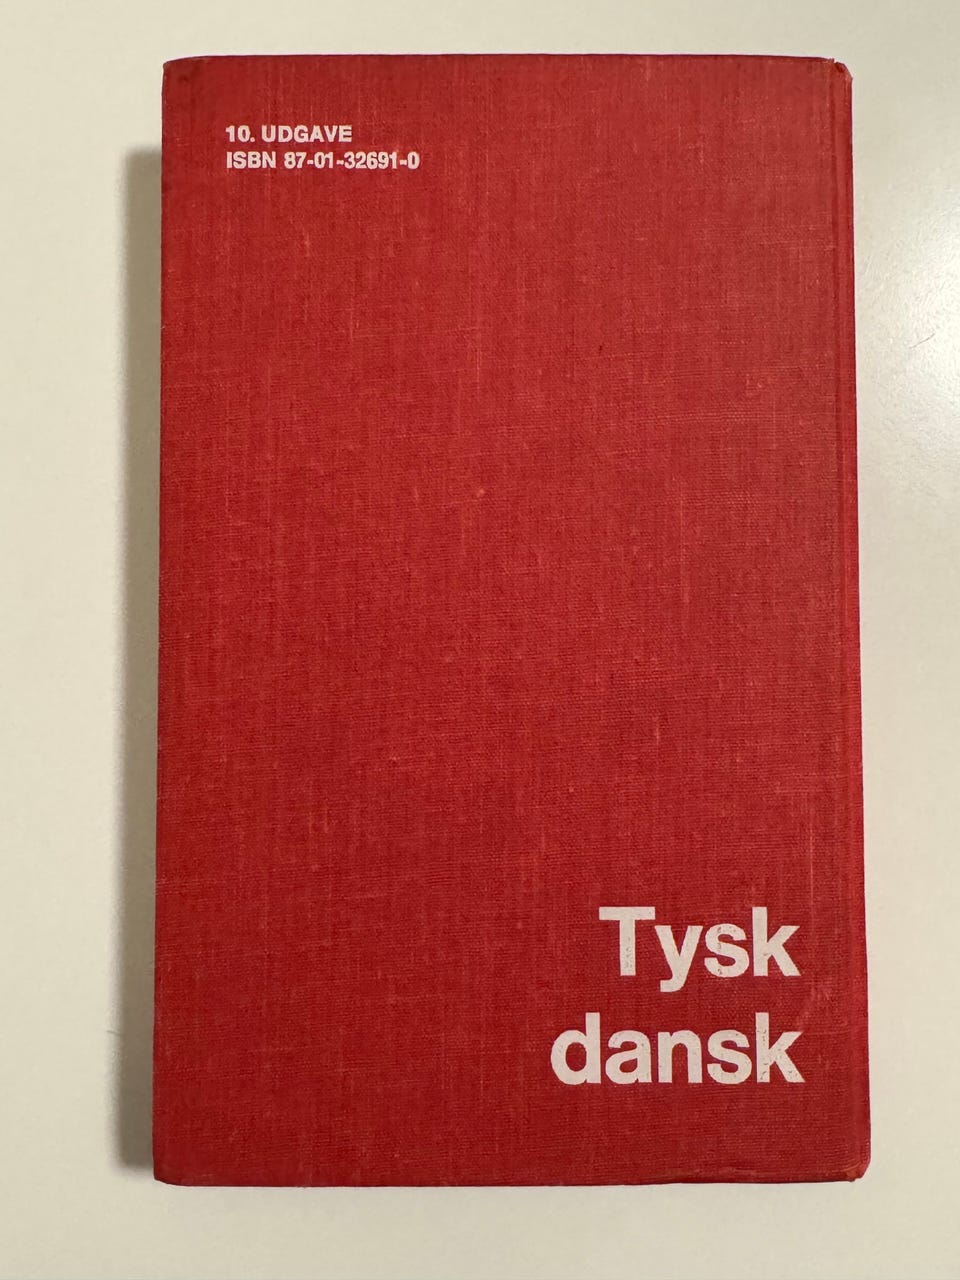 10. UDGAVE
ISBN 87-01-32691-0
Tysk
dansk